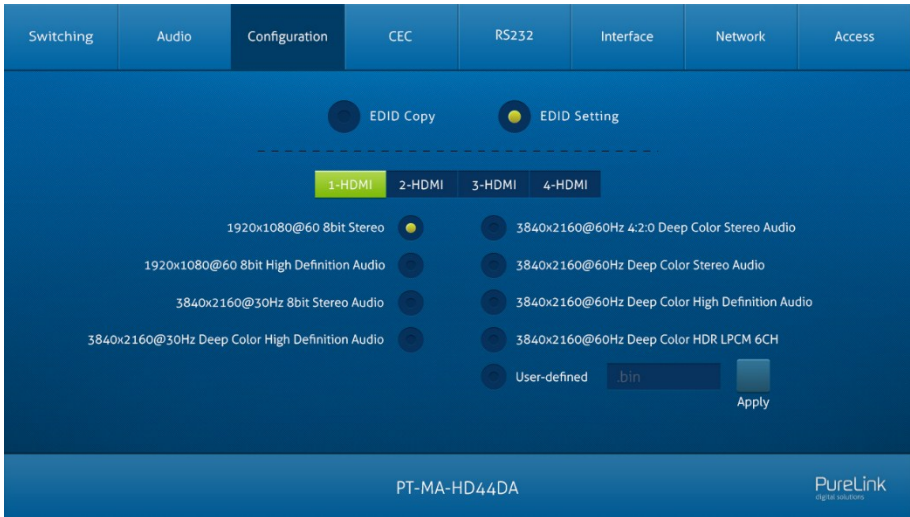 Switching Audio Configuration CEC RS232 Interface Network Access
EDID Copy EDID Setting
1-HDMI 2-HDMI 3-HDMI 4-HDMI
1920x1080@60 8bit Stereo
1920x1080@60 8bit High Definition Audio
3840x2160@30Hz 8bit Stereo Audio
3840x2160@30Hz Deep Color High Definition Audio
3840x2160@60Hz 4:2:0 Deep Color Stereo Audio
3840x2160@60Hz Deep Color Stereo Audio
3840x2160@60Hz Deep Color High Definition Audio
3840x2160@60Hz Deep Color HDR LPCM 6CH
User-defined .bin
Apply
PT-MA-HD44DA
PureLink
digital solutions